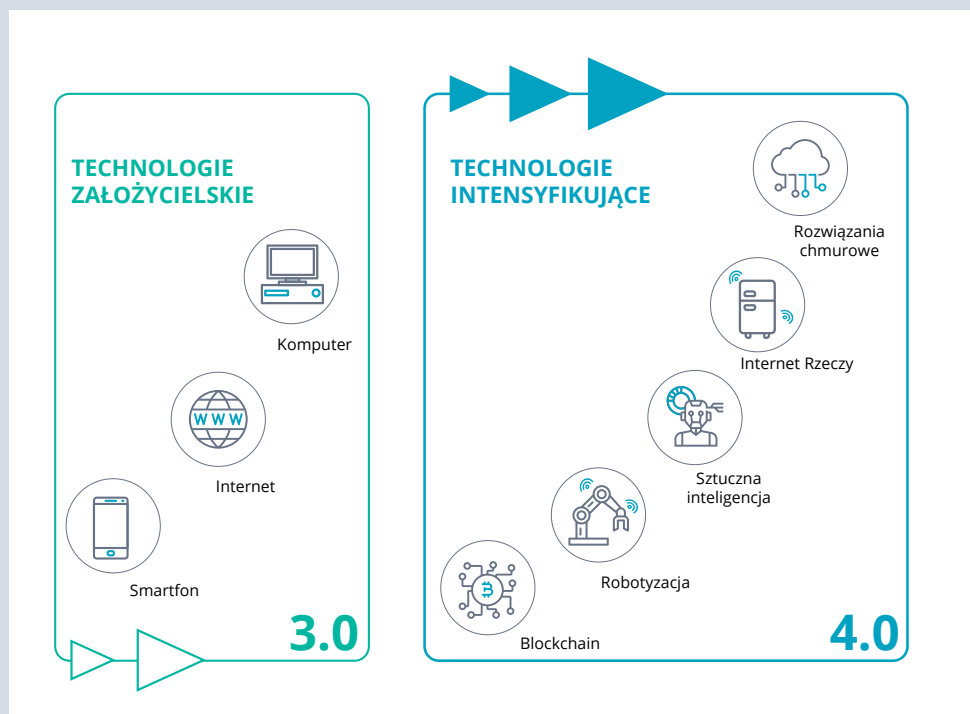 TECHNOLOGIE
ZAŁOŻYCIELSKIE
Komputer
WWW
Internet
Smartfon
3.0
TECHNOLOGIE
INTENSYFIKUJĄCE
Rozwiązania
chmurowe
Internet Rzeczy
Sztuczna
inteligencja
Robotyzacja
Blockchain
4.0